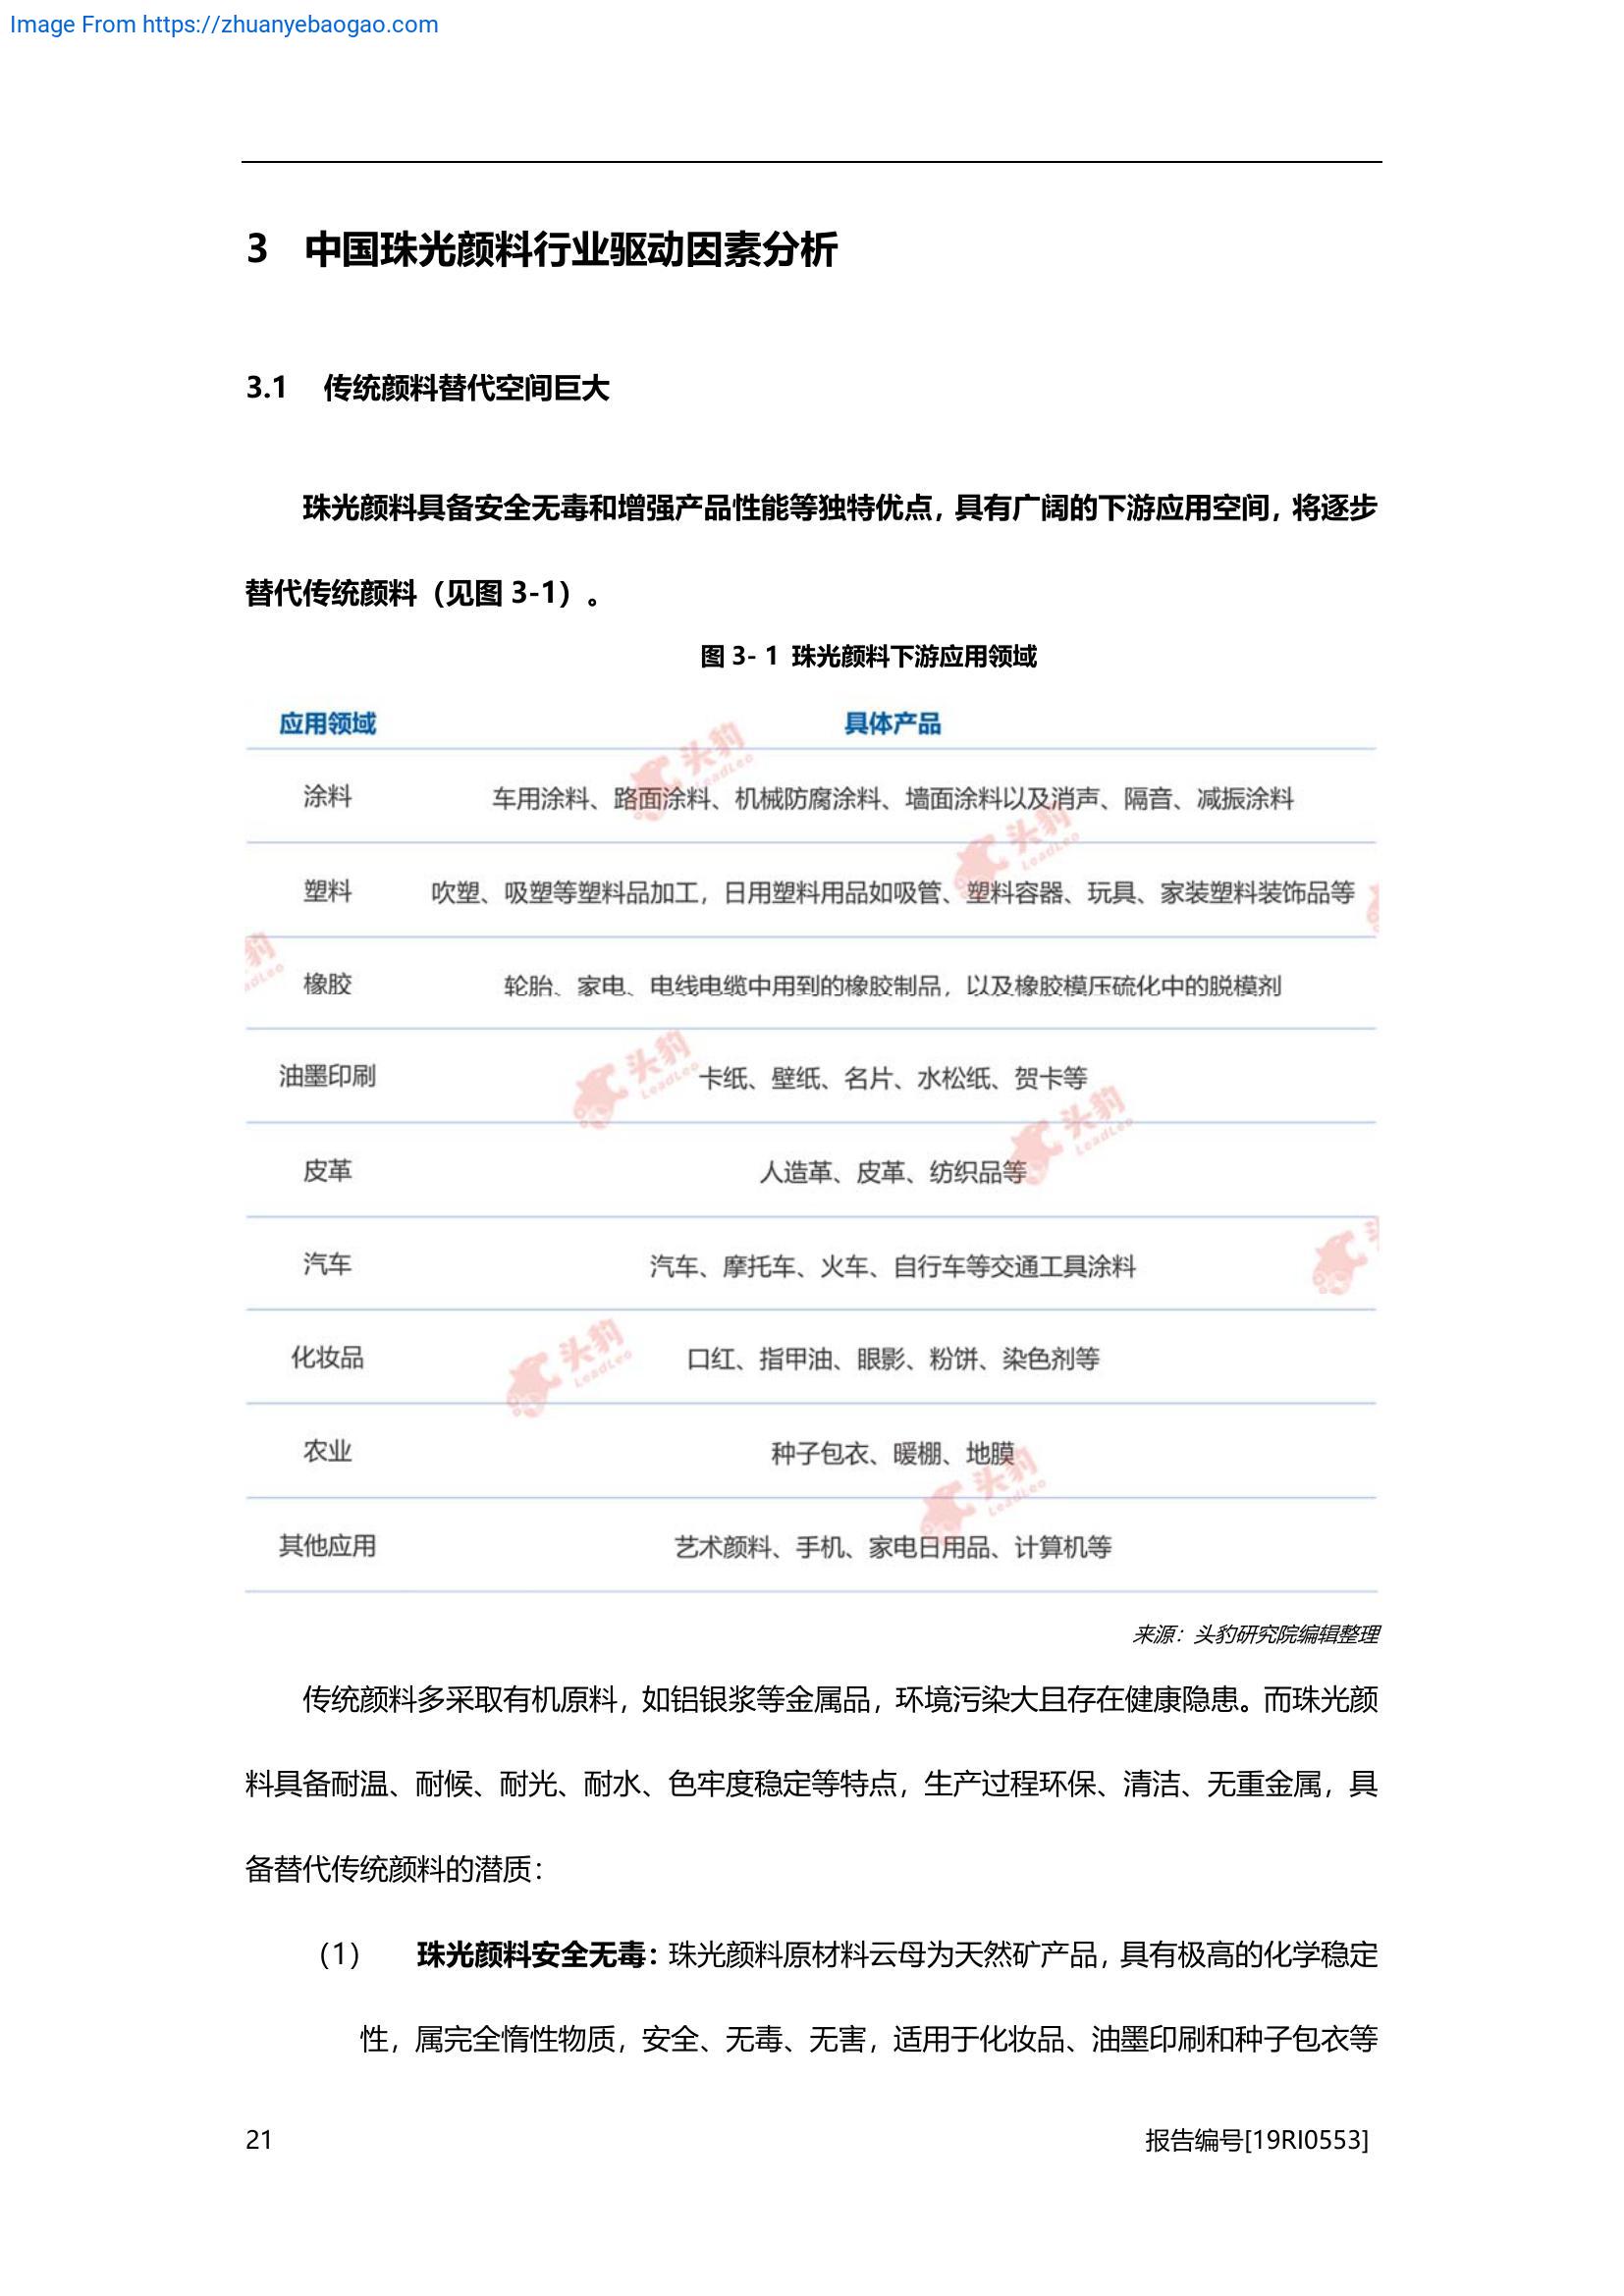 Image From https://zhuanyebaogao.com
3 中国珠光颜料行业驱动因素分析
3.1 传统颜料替代空间巨大
珠光颜料具备安全无毒和增强产品性能等独特优点，具有广阔的下游应用空间，将逐步
替代传统颜料（见图 3-1）。
图 3- 1 珠光颜料下游应用领域
应用领域 具体产品
涂料 车用涂料、路面涂料、机械防腐涂料、墙面涂料以及消声、隔音、减振涂料
塑料 吹塑、吸塑等塑料品加工，日用塑料用品如吸管、塑料容器、玩具、家装塑料装饰品等
橡胶 轮胎、家电、电线电缆中用到的橡胶制品，以及橡胶模压硫化中的脱模剂
油墨印刷 卡纸、壁纸、名片、水松纸、贺卡等
皮革 人造革、皮革、纺织品等
汽车 汽车、摩托车、火车、自行车等交通工具涂料
化妆品 口红、指甲油、眼影、粉饼、染色剂等
农业 种子包衣、暖棚、地膜
其他应用 艺术颜料、手机、家电日用品、计算机等
头豹
LeadLeo
头豹
LeadLeo
头豹
LeadLeo
头豹
LeadLeo
头豹
LeadLeo
头豹
LeadLeo
来源：头豹研究院编辑整理
传统颜料多采取有机原料，如铝银浆等金属品，环境污染大且存在健康隐患。而珠光颜
料具备耐温、耐候、耐光、耐水、色牢度稳定等特点，生产过程环保、清洁、无重金属，具
备替代传统颜料的潜质：
（1） 珠光颜料安全无毒：珠光颜料原材料云母为天然矿产品，具有极高的化学稳定
性，属完全惰性物质，安全、无毒、无害，适用于化妆品、油墨印刷和种子包衣等
21 报告编号[19RI0553]